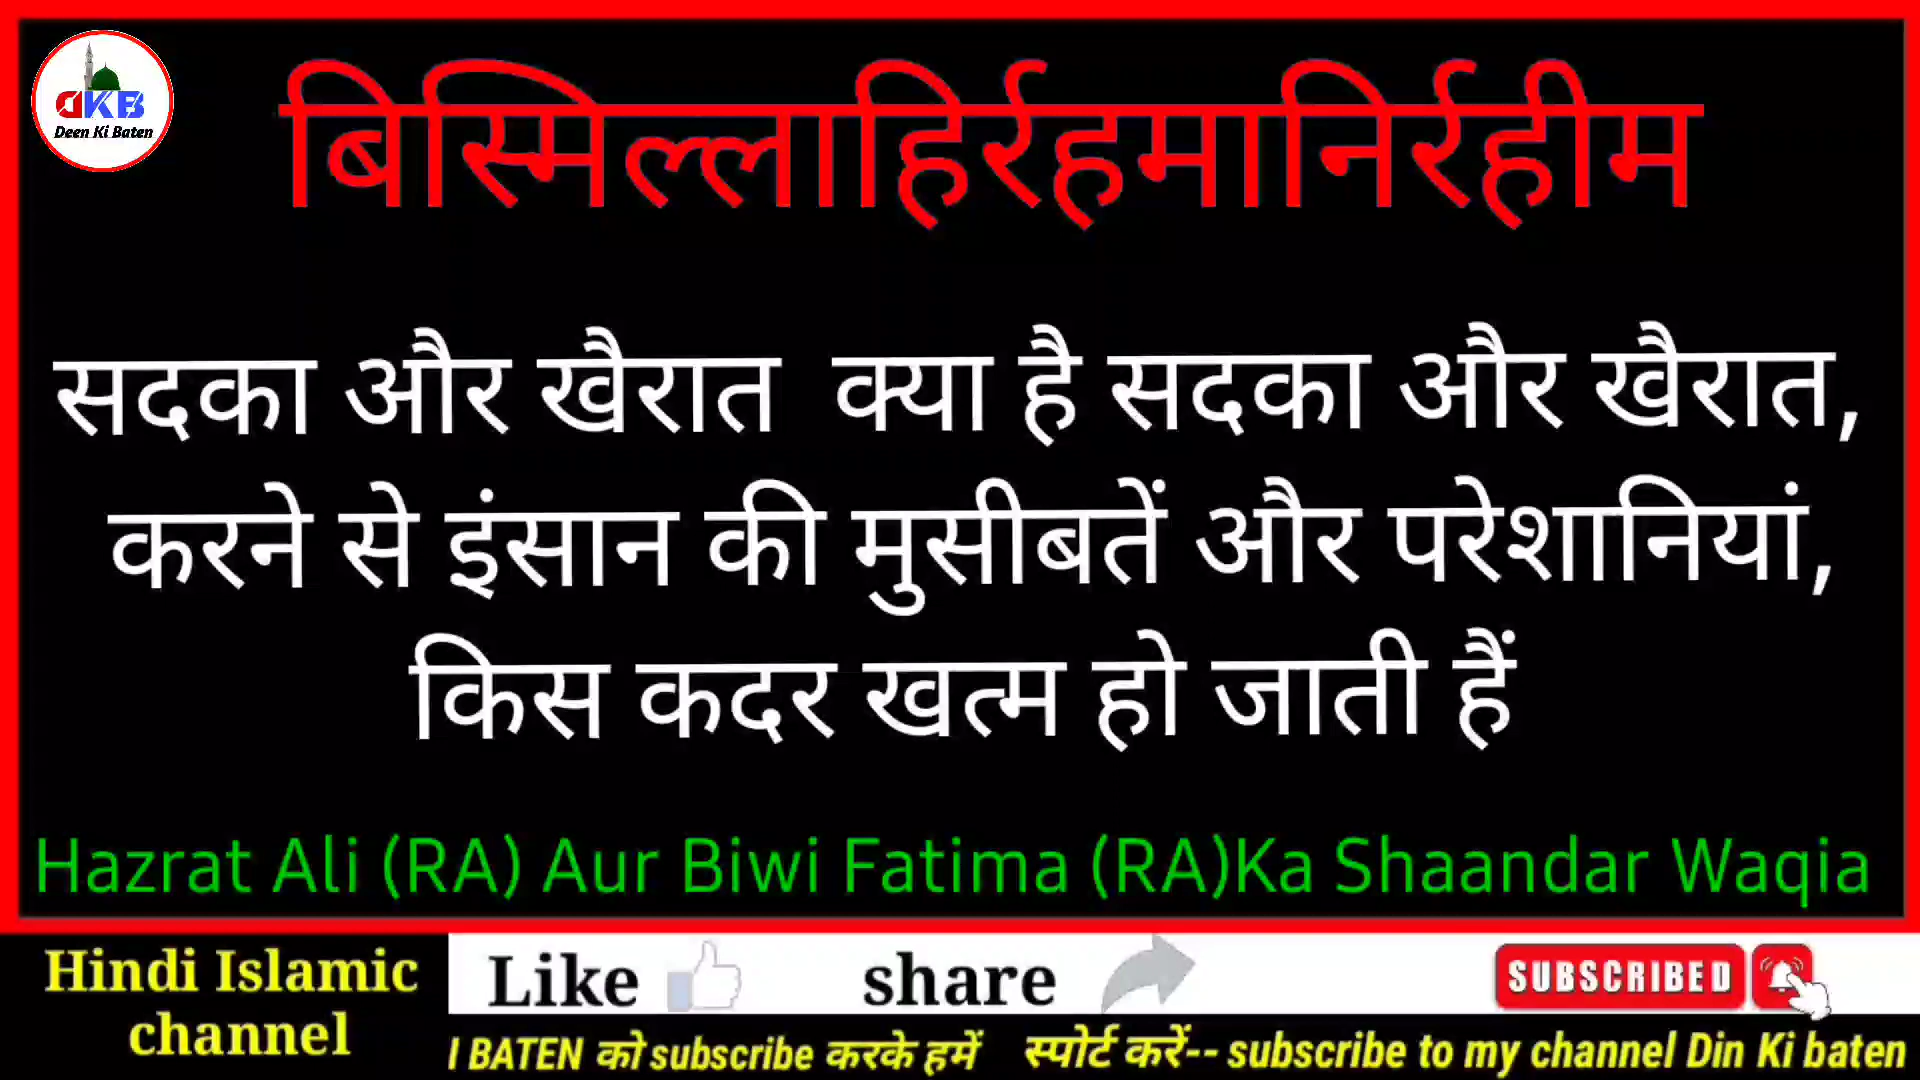 DKB
Deen Ki Baten
बिस्मिल्लाहिर्रहमानिर्रहीम
सदका और खैरात क्या है सदका और खैरात,
करने से इंसान की मुसीबतें और परेशानियां,
किस कदर खत्म हो जाती हैं
Hazrat Ali (RA) Aur Biwi Fatima (RA)Ka Shaandar Waqia
Hindi Islamic
channel
Like share SUBSCRIBED
I BATEN को subscribe करके हमें स्पोर्ट करें-- subscribe to my channel Din Ki baten